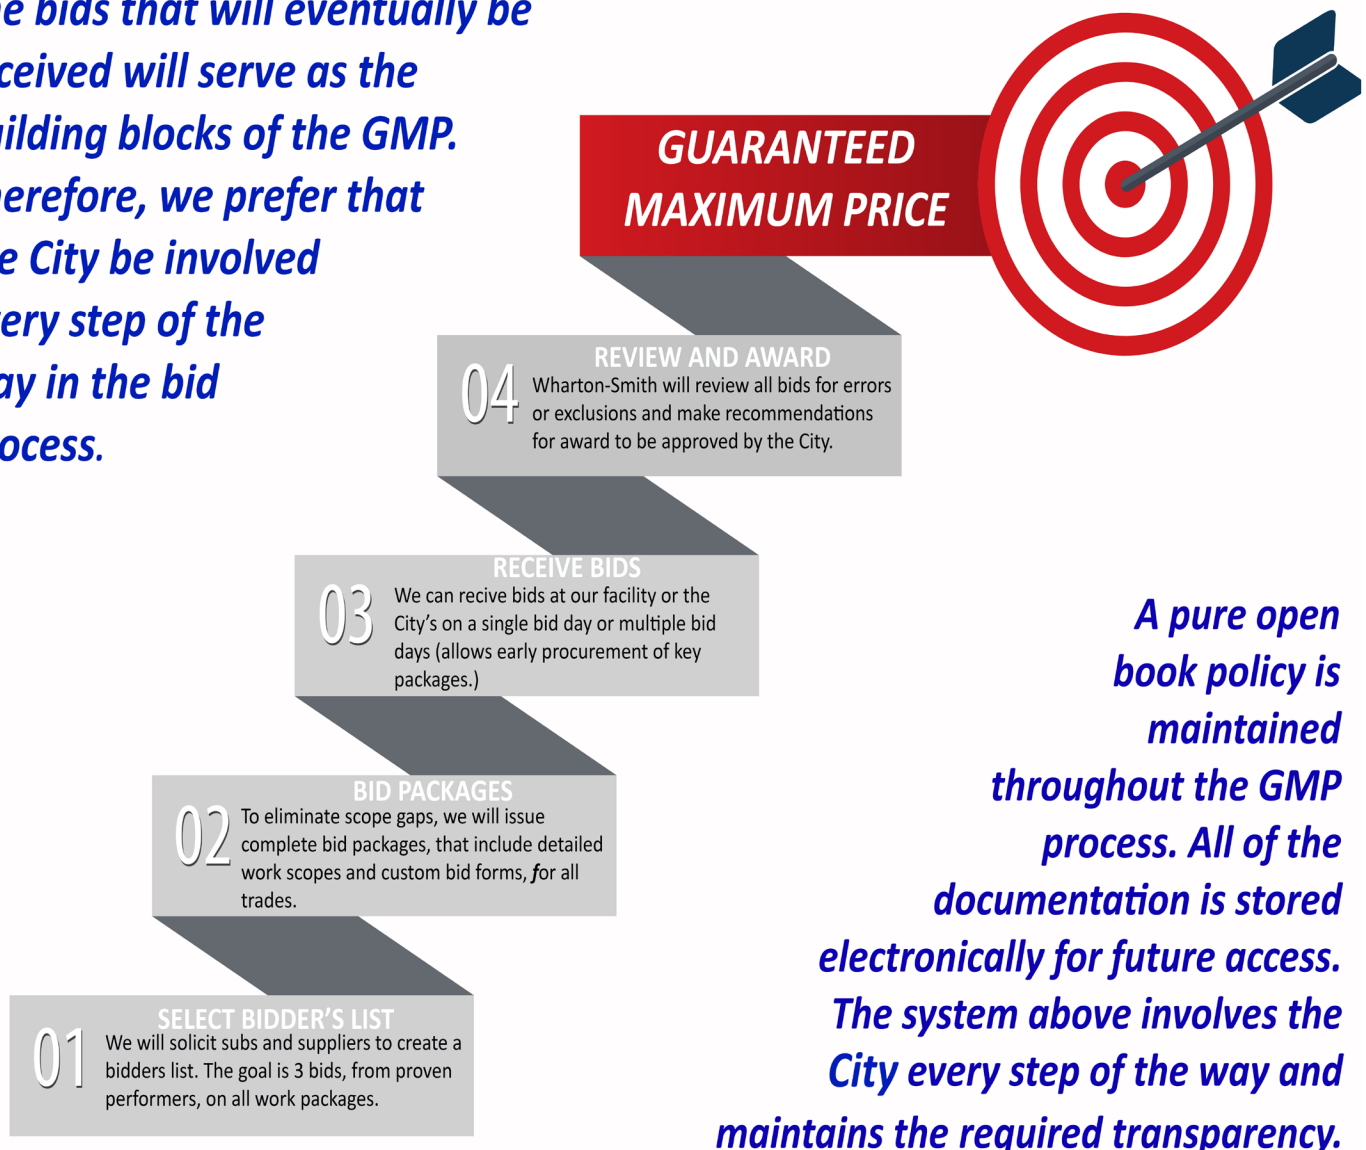 e bids that will eventually be
ceived will serve as the
ilding blocks of the GMP.
erefore, we prefer that
e City be involved
ery step of the
ay in the bid
ocess.
GUARANTEED
MAXIMUM PRICE
04
REVIEW AND AWARD
Wharton-Smith will review all bids for errors
or exclusions and make recommendations
for award to be approved by the City.
03
RECEIVE BIDS
We can recive bids at our facility or the
City's on a single bid day or multiple bid
days (allows early procurement of key
packages.)
02
BID PACKAGES
To eliminate scope gaps, we will issue
complete bid packages, that include detailed
work scopes and custom bid forms, for all
trades.
01
SELECT BIDDER'S LIST
We will solicit subs and suppliers to create a
bidders list. The goal is 3 bids, from proven
performers, on all work packages.
A pure open
book policy is
maintained
throughout the GMP
process. All of the
documentation is stored
electronically for future access.
The system above involves the
City every step of the way and
maintains the required transparency.